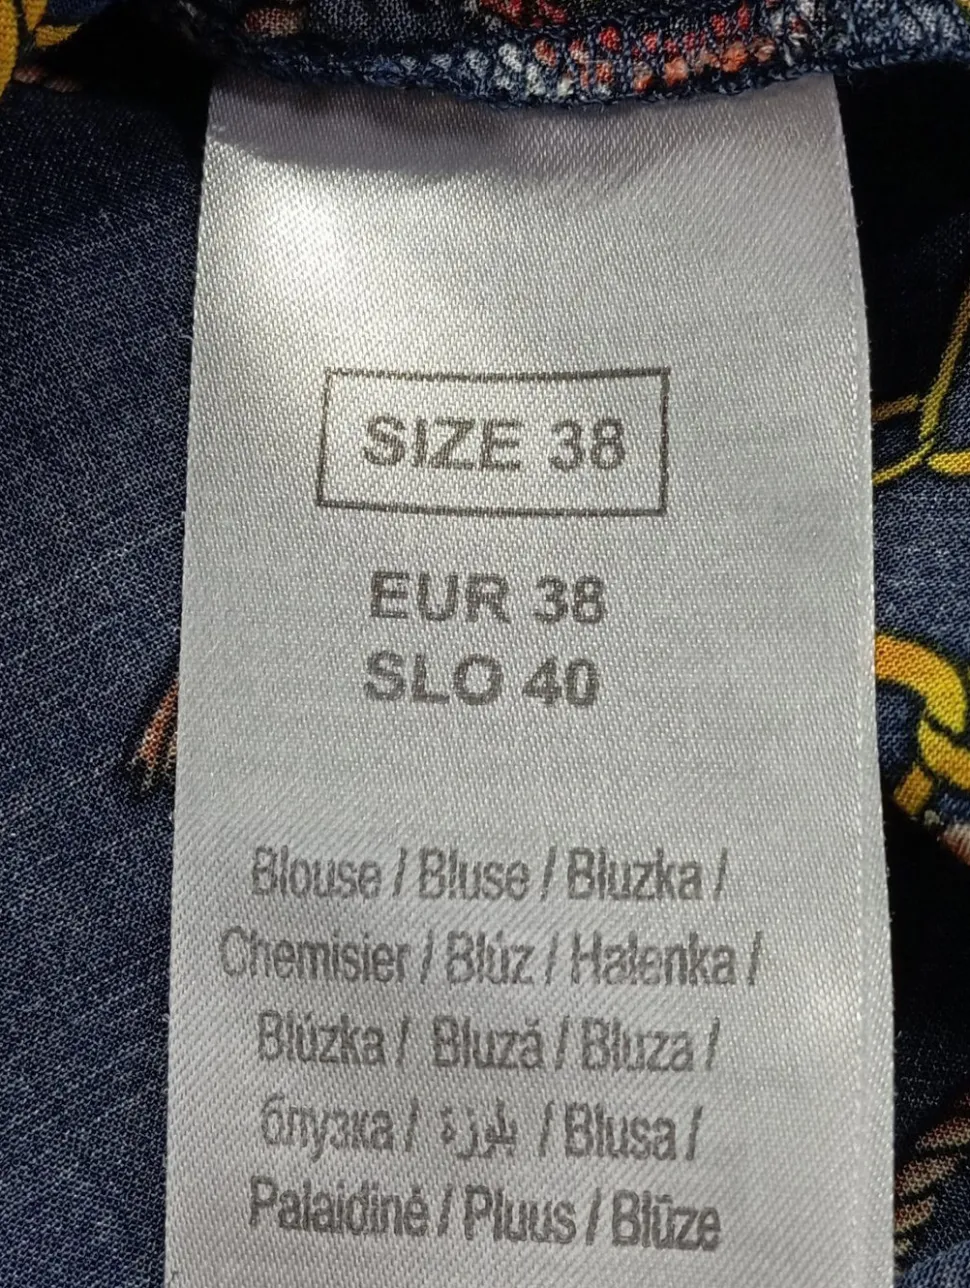 SIZE 38
EUR 38
SLO 40
Blouse / Bluse / Bluzka /
Chemisier / Blúz / Halenka /
Blúzka / Bluză / Bluza /
блузка / بلوزة / Blusa /
Palaidinė / Pluus / Blūze